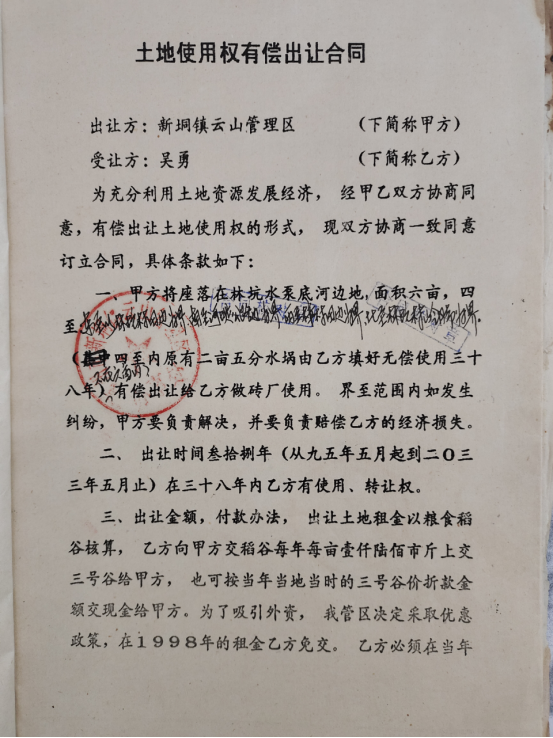 土地使用权有偿出让合同
出让方：新垌镇云山管理区 （下简称甲方）
受让方：吴勇 （下简称乙方）
为充分利用土地资源发展经济， 经甲乙双方协商同
意，有偿出让土地使用权的形式， 现双方协商一致同意
订立合同，具体条款如下：
一、甲方将座落在林坑水泵底河边地，面积六亩，四
至
四至内原有二亩五分水埚由乙方填好无偿使用三十
八年）有偿出让给乙方做砖厂使用。 界至范围内如发生
纠纷，甲方要负责解决，并要负责赔偿乙方的经济损失。
二、 出让时间叁拾捌年（从九五年五月起到二〇三
三年五月止）在三十八年内乙方有使用、转让权。
三、出让金额，付款办法， 出让土地租金以粮食稻
谷核算， 乙方向甲方交稻谷每年每亩壹仟陆佰市斤上交
三号谷给甲方， 也可按当年当地当时的三号谷价折款金
额交现金给甲方。为了吸引外资， 我管区决定采取优惠
政策，在1998年的租金乙方免交。 乙方必须在当年